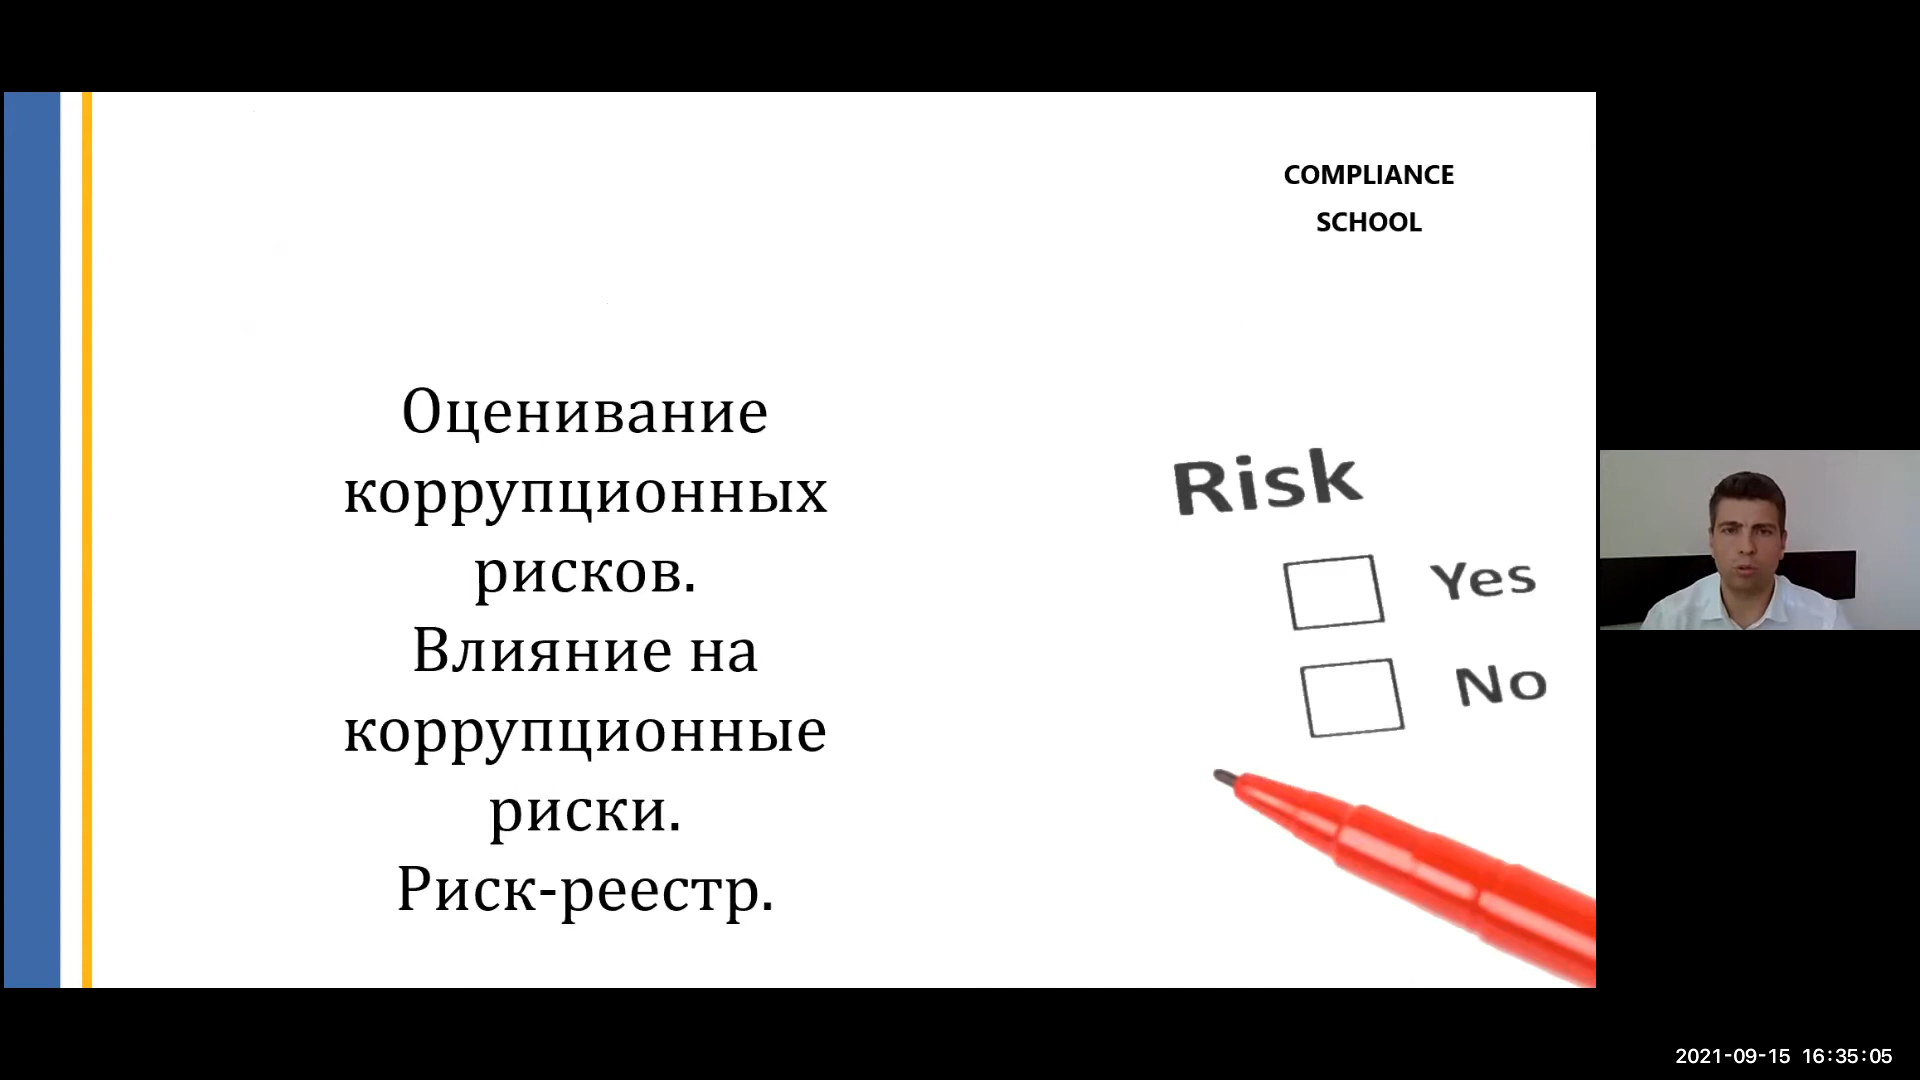 COMPLIANCE
SCHOOL
Оценивание
коррупционных
рисков.
Влияние на
коррупционные
риски.
Риск-реестр.
Risk
Yes
No
2021-09-15 16:35:05